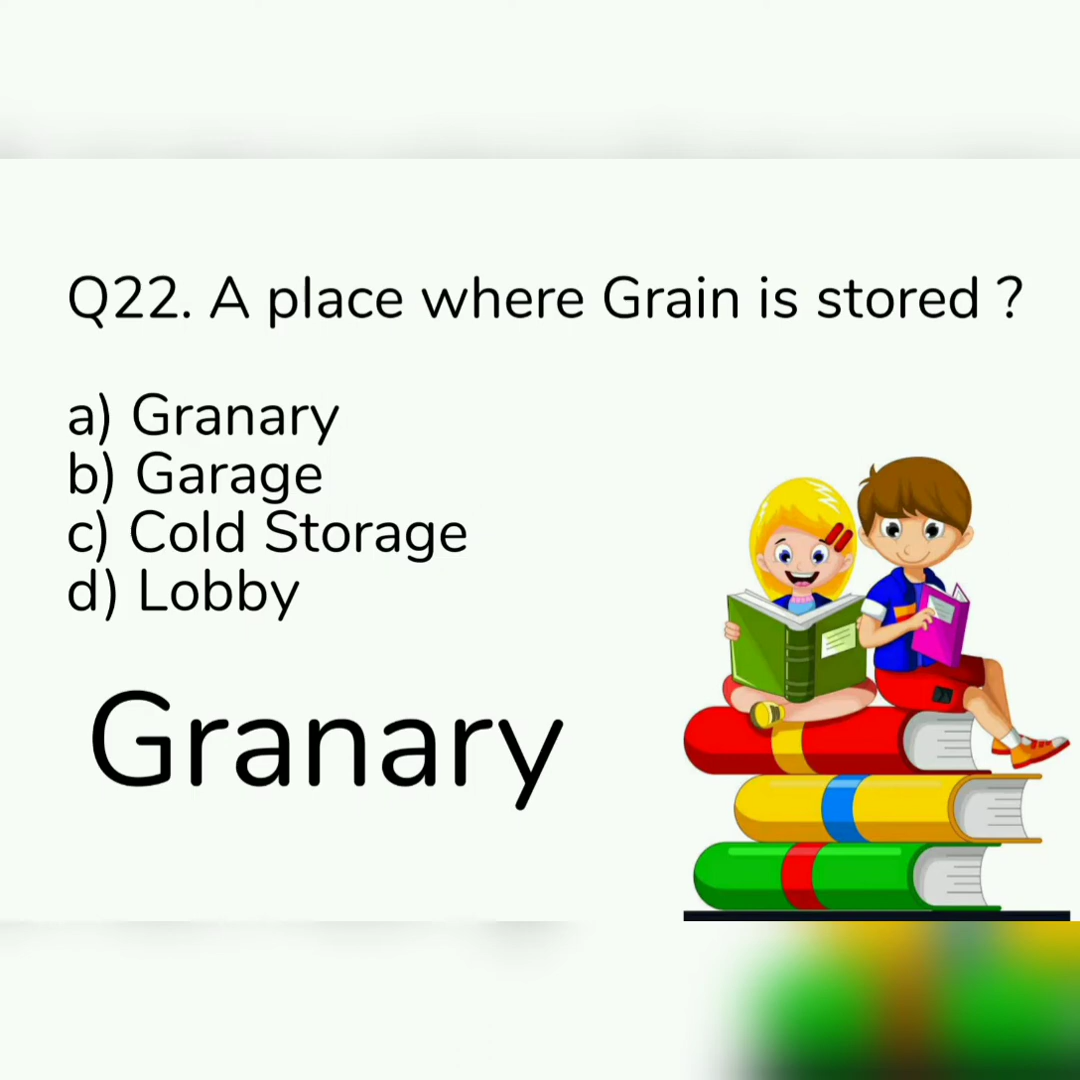 Q22. A place where Grain is stored ?
a) Granary
b) Garage
c) Cold Storage
d) Lobby
Granary